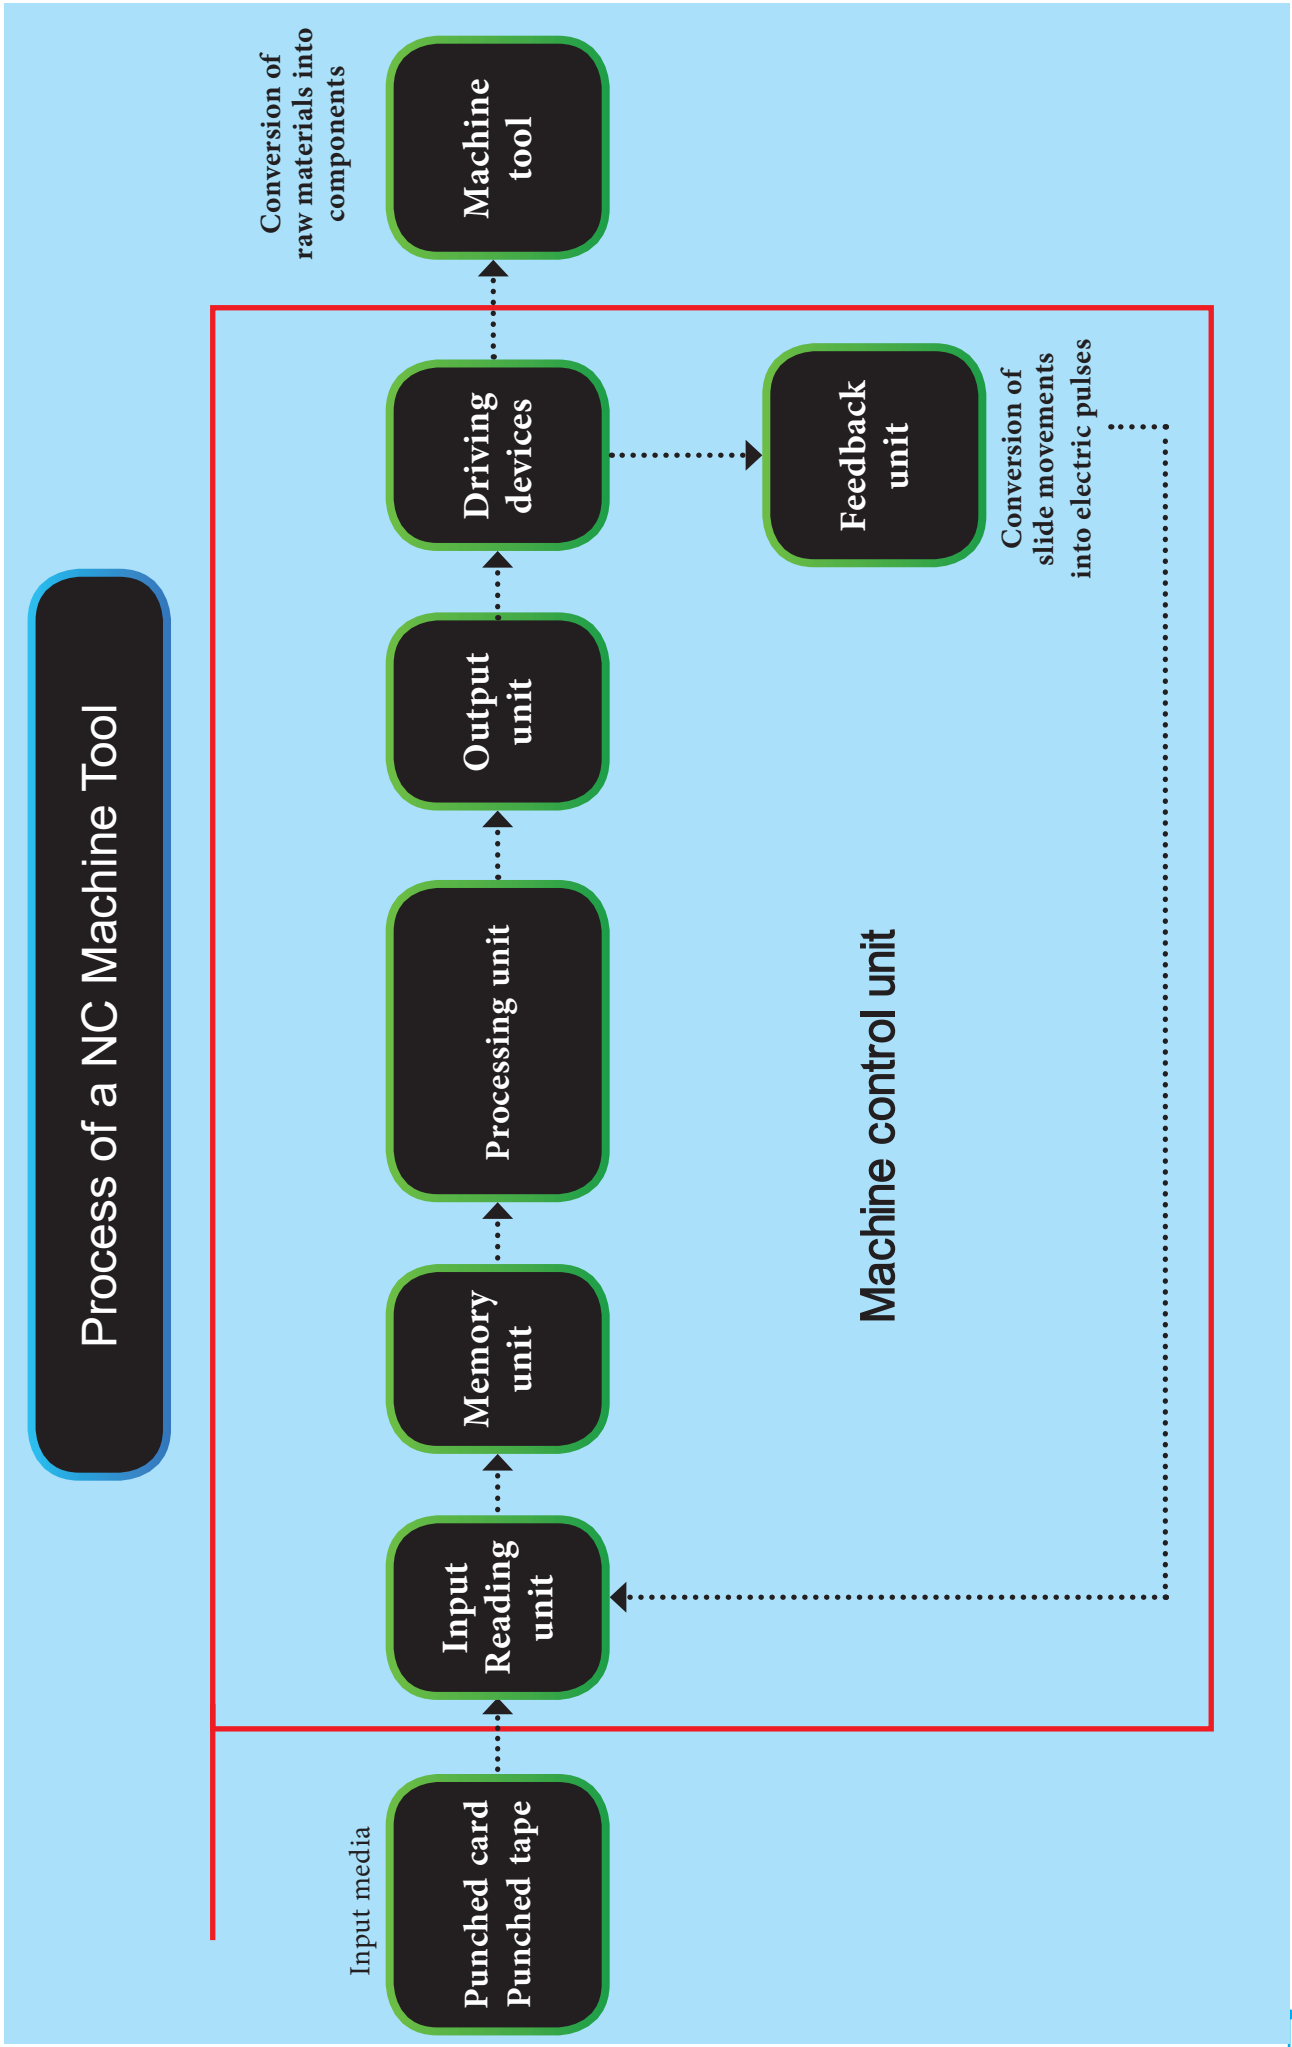 Process of a NC Machine Tool
Input media
Punched card
Punched tape
Input
Reading
unit
Memory
unit
Processing unit
Output
unit
Driving
devices
Conversion of
raw materials into
components
Machine
tool
Feedback
unit
Conversion of
slide movements
into electric pulses
Machine control unit